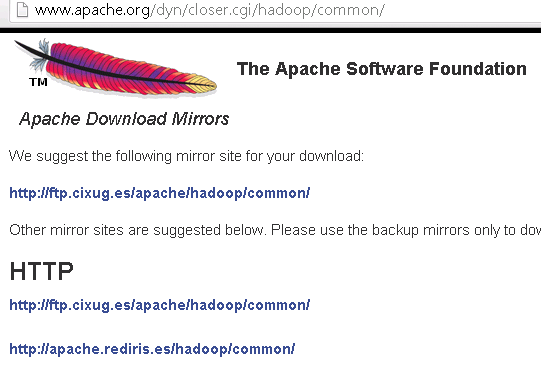 www.apache.org/dyn/closer.cgi/hadoop/common/
TM
The Apache Software Foundation
Apache Download Mirrors
We suggest the following mirror site for your download:
http://ftp.cixug.es/apache/hadoop/common/
Other mirror sites are suggested below. Please use the backup mirrors only to
HTTP
http://ftp.cixug.es/apache/hadoop/common/
http://apache.rediris.es/hadoop/common/